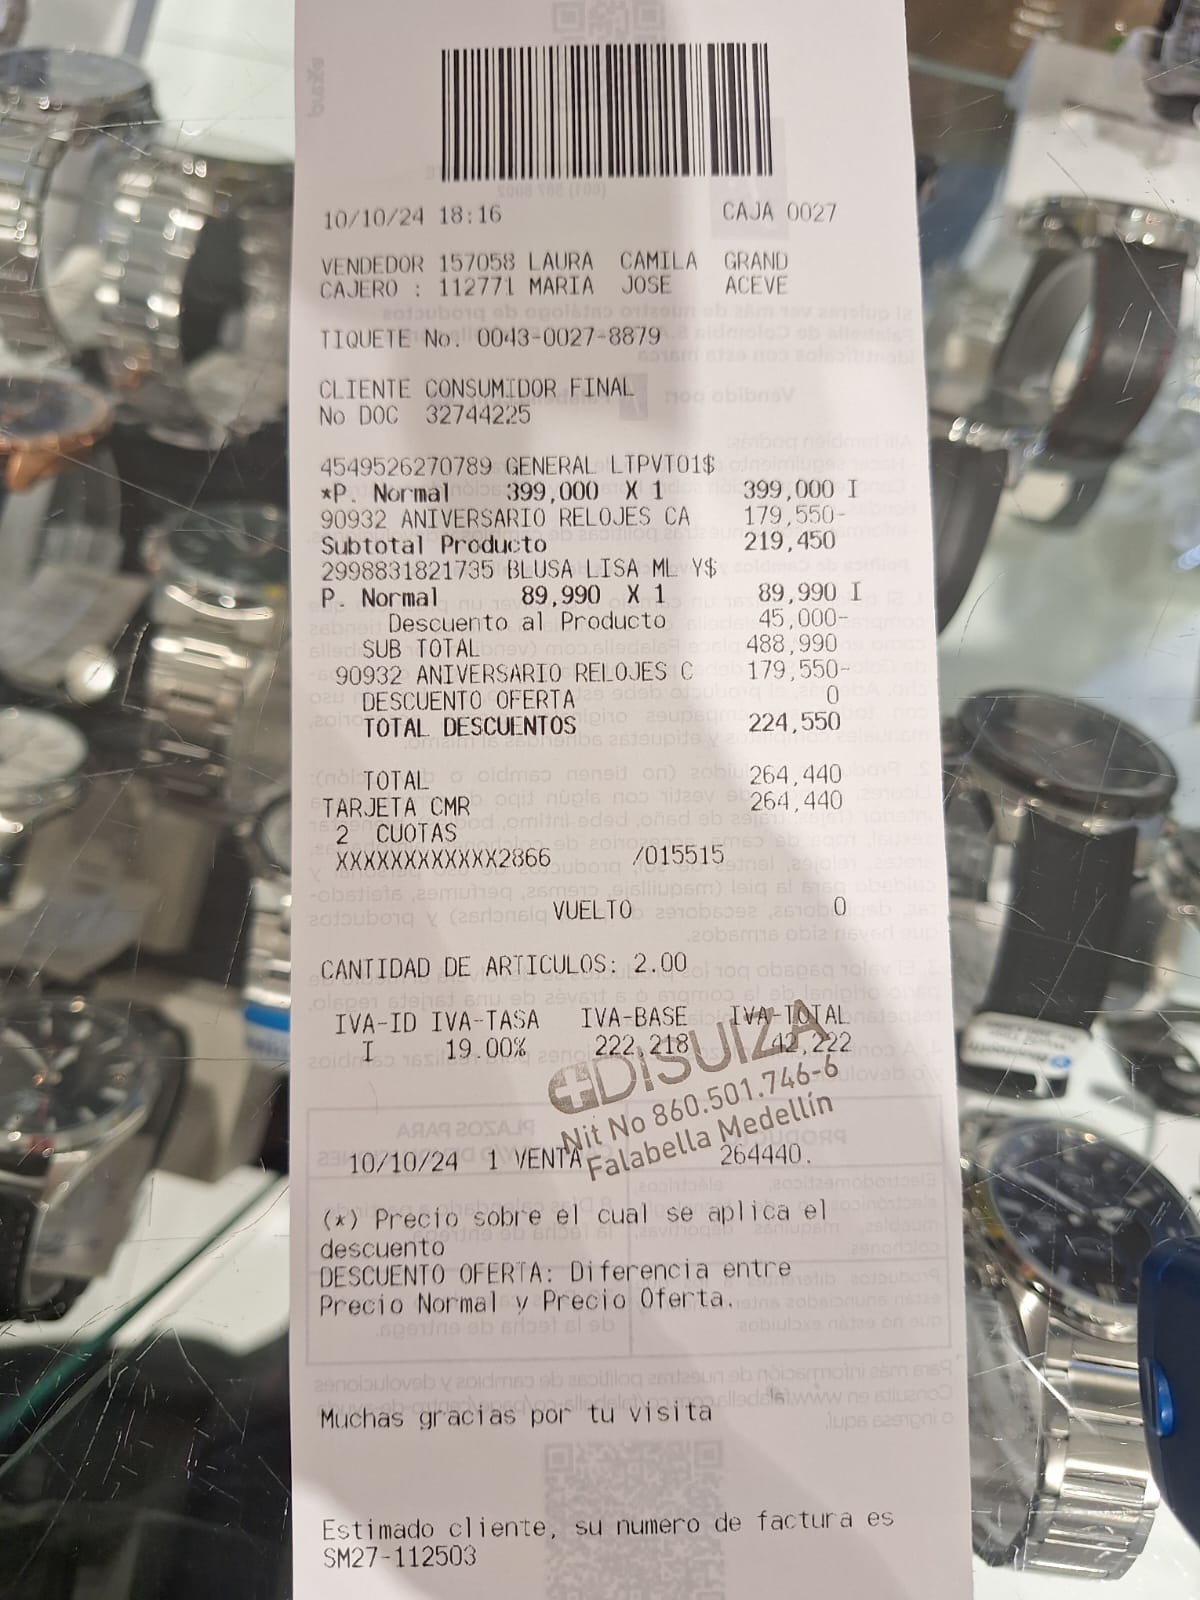 10/10/24 18:16 CAJA 0027
VENDEDOR 157058 LAURA CAMILA GRAND
CAJERO : 112771 MARIA JOSE ACEVE
TIQUETE No. 0043-0027-8879
CLIENTE CONSUMIDOR FINAL
No DOC 32744225
4549526270789 GENERAL LTPVT01$
*P. Normal 399,000 X 1 399,000 I
90932 ANIVERSARIO RELOJES CA 179,550-
Subtotal Producto 219,450
2998831821735 BLUSA LISA ML Y$
P. Normal 89,990 X 1 89,990 I
Descuento al Producto 45,000-
SUB TOTAL 488,990
90932 ANIVERSARIO RELOJES C 179,550-
DESCUENTO OFERTA 0
TOTAL DESCUENTOS 224,550
TOTAL 264,440
TARJETA CMR 264,440
2 CUOTAS
XXXXXXXXXXXX2866 /015515
VUELTO 0
CANTIDAD DE ARTICULOS: 2.00
IVA-ID IVA-TASA IVA-BASE IVA-TOTAL
I 19.00% 222,218 42,222
DISUIZA
Nit No 860.501.746-6
Falabella Medellín
10/10/24 1 VENTA 264440.
(*) Precio sobre el cual se aplica el
descuento
DESCUENTO OFERTA: Diferencia entre
Precio Normal y Precio Oferta.
Muchas gracias por tu visita
Estimado cliente, su numero de factura es
SM27-112503